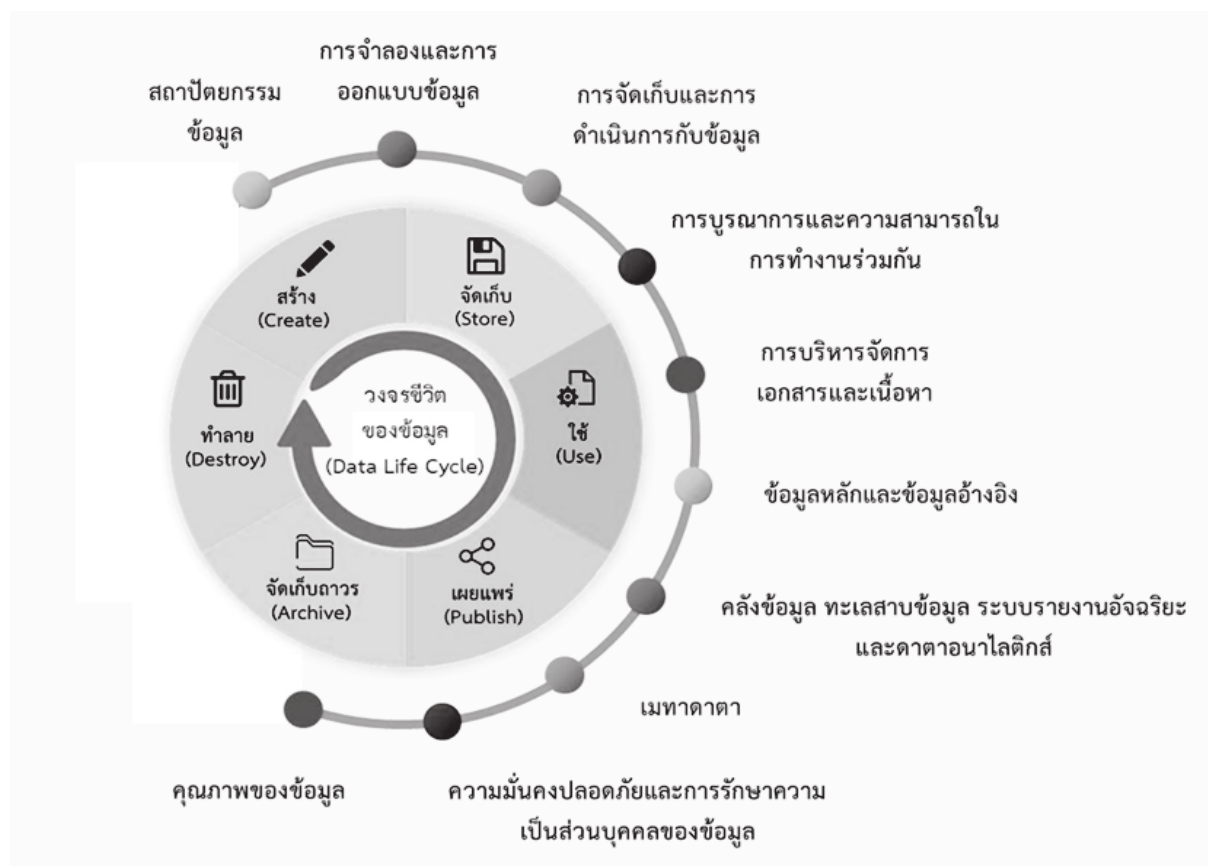 สถาปัตยกรรม
ข้อมูล
การจำลองและการ
ออกแบบข้อมูล
การจัดเก็บและการ
ดำเนินการกับข้อมูล
การบูรณาการและความสามารถใน
การทำงานร่วมกัน
การบริหารจัดการ
เอกสารและเนื้อหา
ข้อมูลหลักและข้อมูลอ้างอิง
คลังข้อมูล ทะเลสาบข้อมูล ระบบรายงานอัจฉริยะ
และดาตาอนาไลติกส์
เมทาดาตา
ความมั่นคงปลอดภัยและการรักษาความ
เป็นส่วนบุคคลของข้อมูล
คุณภาพของข้อมูล
สร้าง
(Create)
จัดเก็บ
(Store)
ใช้
(Use)
เผยแพร่
(Publish)
จัดเก็บถาวร
(Archive)
ทำลาย
(Destroy)
วงจรชีวิต
ของข้อมูล
(Data Life Cycle)